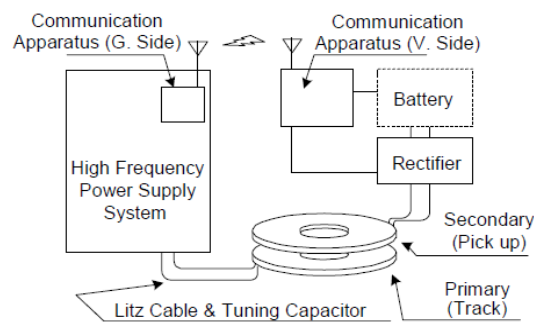 Communication
Apparatus (G. Side)
Communication
Apparatus (V. Side)
Battery
Rectifier
High Frequency
Power Supply
System
Secondary
(Pick up)
Primary
(Track)
Litz Cable & Tuning Capacitor